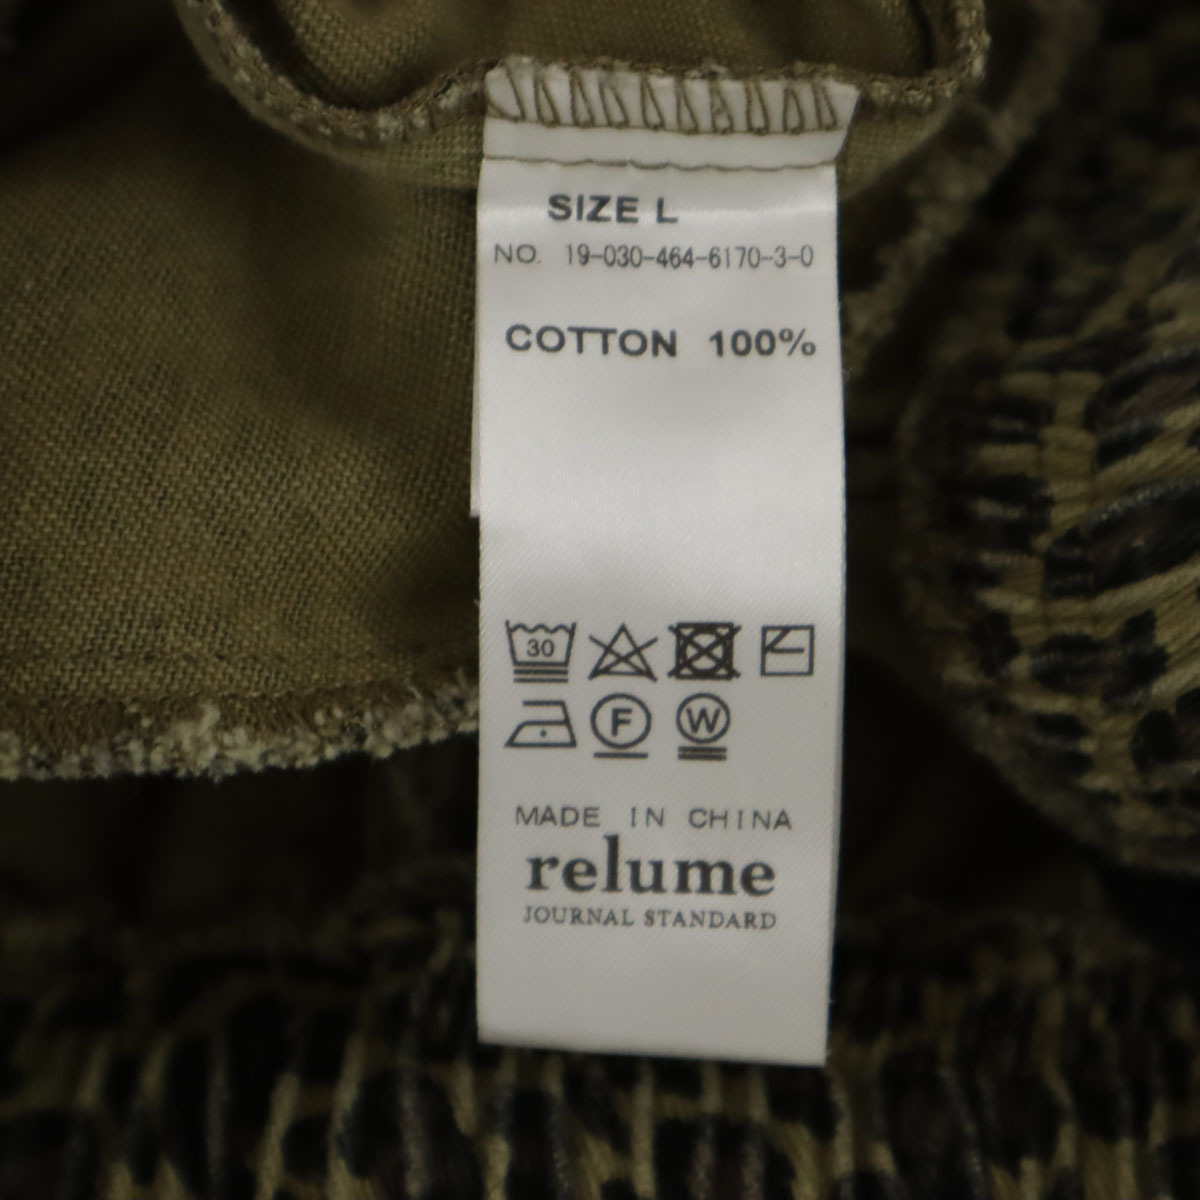 SIZE L
NO. 19-030-464-6170-3-0
COTTON 100%
30
F W
MADE IN CHINA
relume
JOURNAL STANDARD